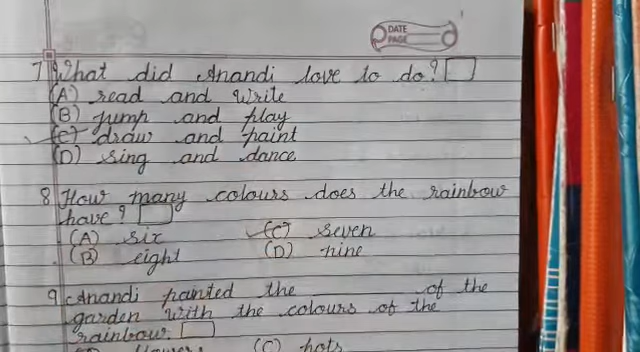 DATE
PAGE
7 What did Anandi love to do?
(A) read and write
(B) jump and play
(C) draw and paint
(D) sing and dance
8 How many colours does the rainbow
have?
(A) six (C) seven
(B) eight (D) nine
9 Anandi painted the ______ of the
garden with the colours of the
rainbow.
(C) pots